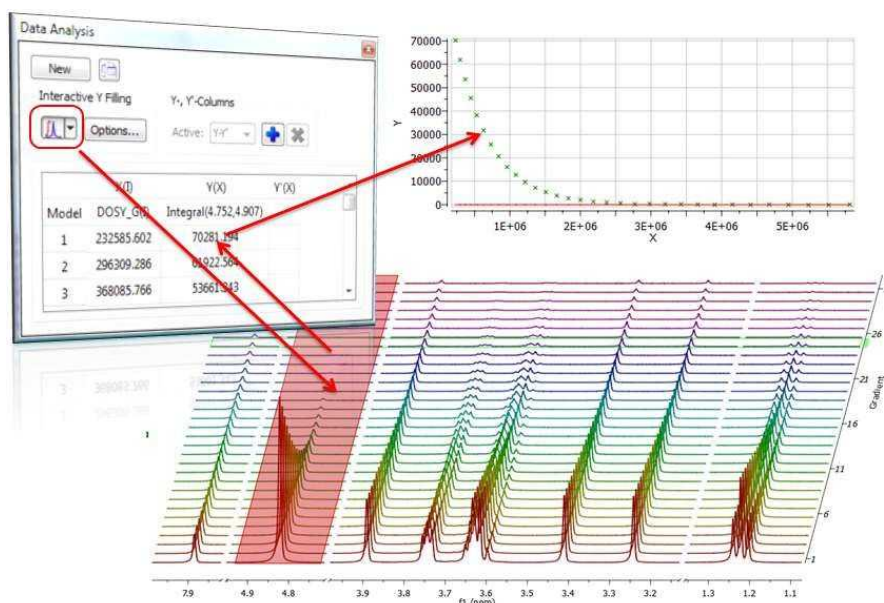 Data Analysis
New
Interactive Y Filling Y-, Y'-Columns
Options... Active: Y-Y'
X(I) Y(X) Y'(X)
Model DOSY_G(I) Integral(4.752,4.907)
1 232585.602 70281.194
2 296309.286 61922.564
3 368085.766 53661.343
70000
60000
50000
40000
30000
20000
10000
0
Y
1E+06 2E+06 3E+06 4E+06 5E+06
X
26
21
16
11
6
1
Gradient
7.9 4.9 4.8 3.9 3.8 3.7 3.6 3.5 3.4 3.3 3.2 1.3 1.2 1.1
f1 (ppm)